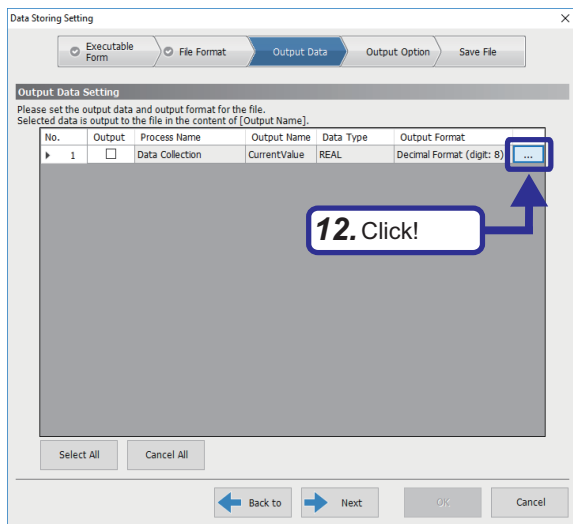 Data Storing Setting
Executable Form
File Format
Output Data
Output Option
Save File
Output Data Setting
Please set the output data and output format for the file.
Selected data is output to the file in the content of [Output Name].
No. Output Process Name Output Name Data Type Output Format
1 Data Collection CurrentValue REAL Decimal Format (digit: 8) ...
12. Click!
Select All Cancel All
Back to Next OK Cancel